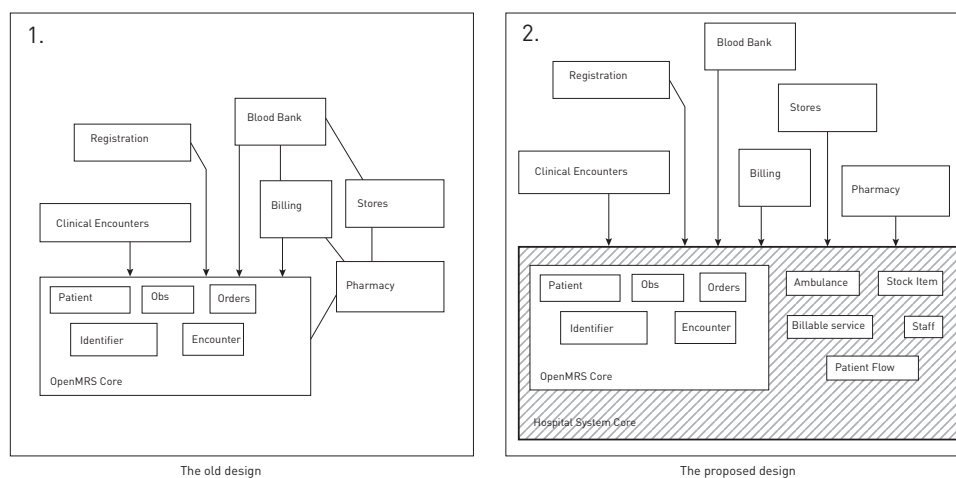 1.
Blood Bank
Registration
Billing
Stores
Clinical Encounters
Pharmacy
Patient
Obs
Orders
Identifier
Encounter
OpenMRS Core
The old design
2.
Blood Bank
Registration
Stores
Clinical Encounters
Billing
Pharmacy
Patient
Obs
Orders
Identifier
Encounter
OpenMRS Core
Ambulance
Stock Item
Billable service
Staff
Patient Flow
Hospital System Core
The proposed design